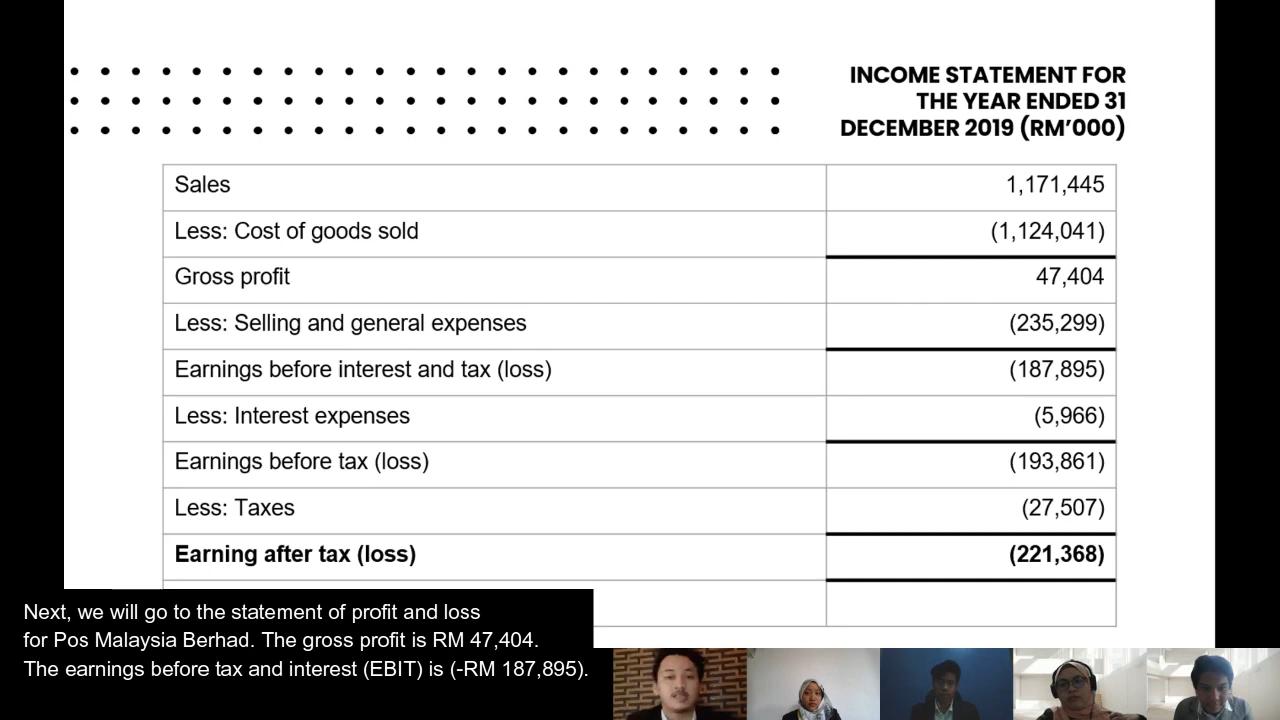 INCOME STATEMENT FOR
THE YEAR ENDED 31
DECEMBER 2019 (RM'000)
Sales 1,171,445
Less: Cost of goods sold (1,124,041)
Gross profit 47,404
Less: Selling and general expenses (235,299)
Earnings before interest and tax (loss) (187,895)
Less: Interest expenses (5,966)
Earnings before tax (loss) (193,861)
Less: Taxes (27,507)
Earning after tax (loss) (221,368)
Next, we will go to the statement of profit and loss
for Pos Malaysia Berhad. The gross profit is RM 47,404.
The earnings before tax and interest (EBIT) is (-RM 187,895).